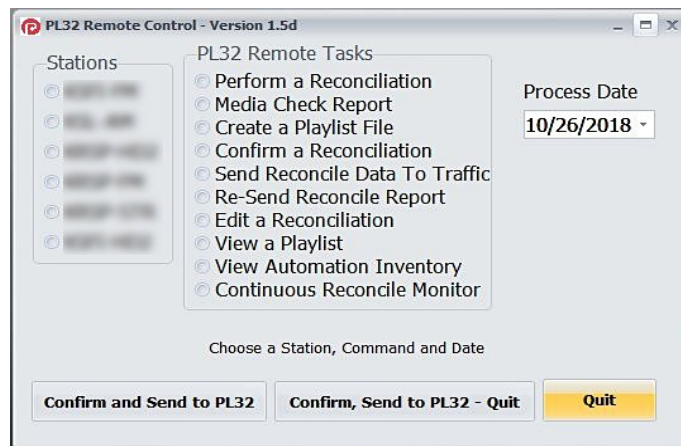 PL32 Remote Control - Version 1.5d
Stations
PL32 Remote Tasks
Perform a Reconciliation
Media Check Report
Create a Playlist File
Confirm a Reconciliation
Send Reconcile Data To Traffic
Re-Send Reconcile Report
Edit a Reconciliation
View a Playlist
View Automation Inventory
Continuous Reconcile Monitor
Process Date
10/26/2018
Choose a Station, Command and Date
Confirm and Send to PL32
Confirm, Send to PL32 - Quit
Quit